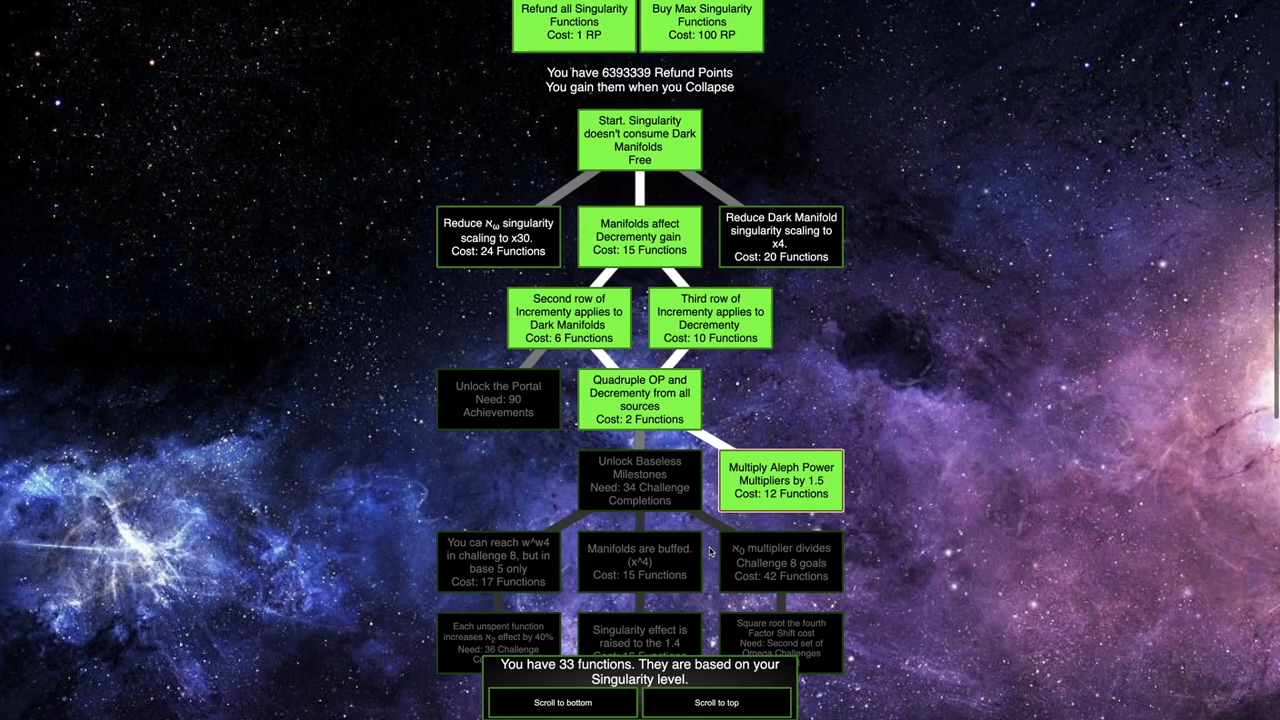 Refund all Singularity
Functions
Cost: 1 RP
Buy Max Singularity
Functions
Cost: 100 RP
You have 6393339 Refund Points
You gain them when you Collapse
Start. Singularity
doesn't consume Dark
Manifolds
Free
Reduce ℵω singularity
scaling to x30.
Cost: 24 Functions
Manifolds affect
Decrementy gain
Cost: 15 Functions
Reduce Dark Manifold
singularity scaling to
x4.
Cost: 20 Functions
Second row of
Incrementy applies to
Dark Manifolds
Cost: 6 Functions
Third row of
Incrementy applies to
Decrementy
Cost: 10 Functions
Unlock the Portal
Need: 90
Achievements
Quadruple OP and
Decrementy from all
sources
Cost: 2 Functions
Unlock Baseless
Milestones
Need: 34 Challenge
Completions
Multiply Aleph Power
Multipliers by 1.5
Cost: 12 Functions
You can reach w^w4
in challenge 8, but in
base 5 only
Cost: 17 Functions
Manifolds are buffed.
(x^4)
Cost: 15 Functions
ℵ0 multiplier divides
Challenge 8 goals
Cost: 42 Functions
Each unspent function
increases ℵ2 effect by 40%
Need: 36 Challenge
Singularity effect is
raised to the 1.4
Square root the fourth
Factor Shift cost
Need: Second set of
Omega Challenges
You have 33 functions. They are based on your
Singularity level.
Scroll to bottom
Scroll to top